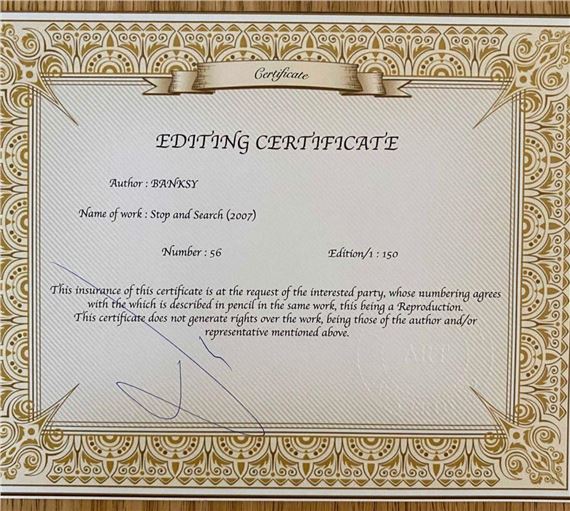 Certificate
EDITING CERTIFICATE
Author : BANKSY
Name of work : Stop and Search (2007)
Number : 56 Edition/1 : 150
This insurance of this certificate is at the request of the interested party, whose numbering agrees
with the which is described in pencil in the same work, this being a Reproduction.
This certificate does not generate rights over the work, being those of the author and/or
representative mentioned above.
ART